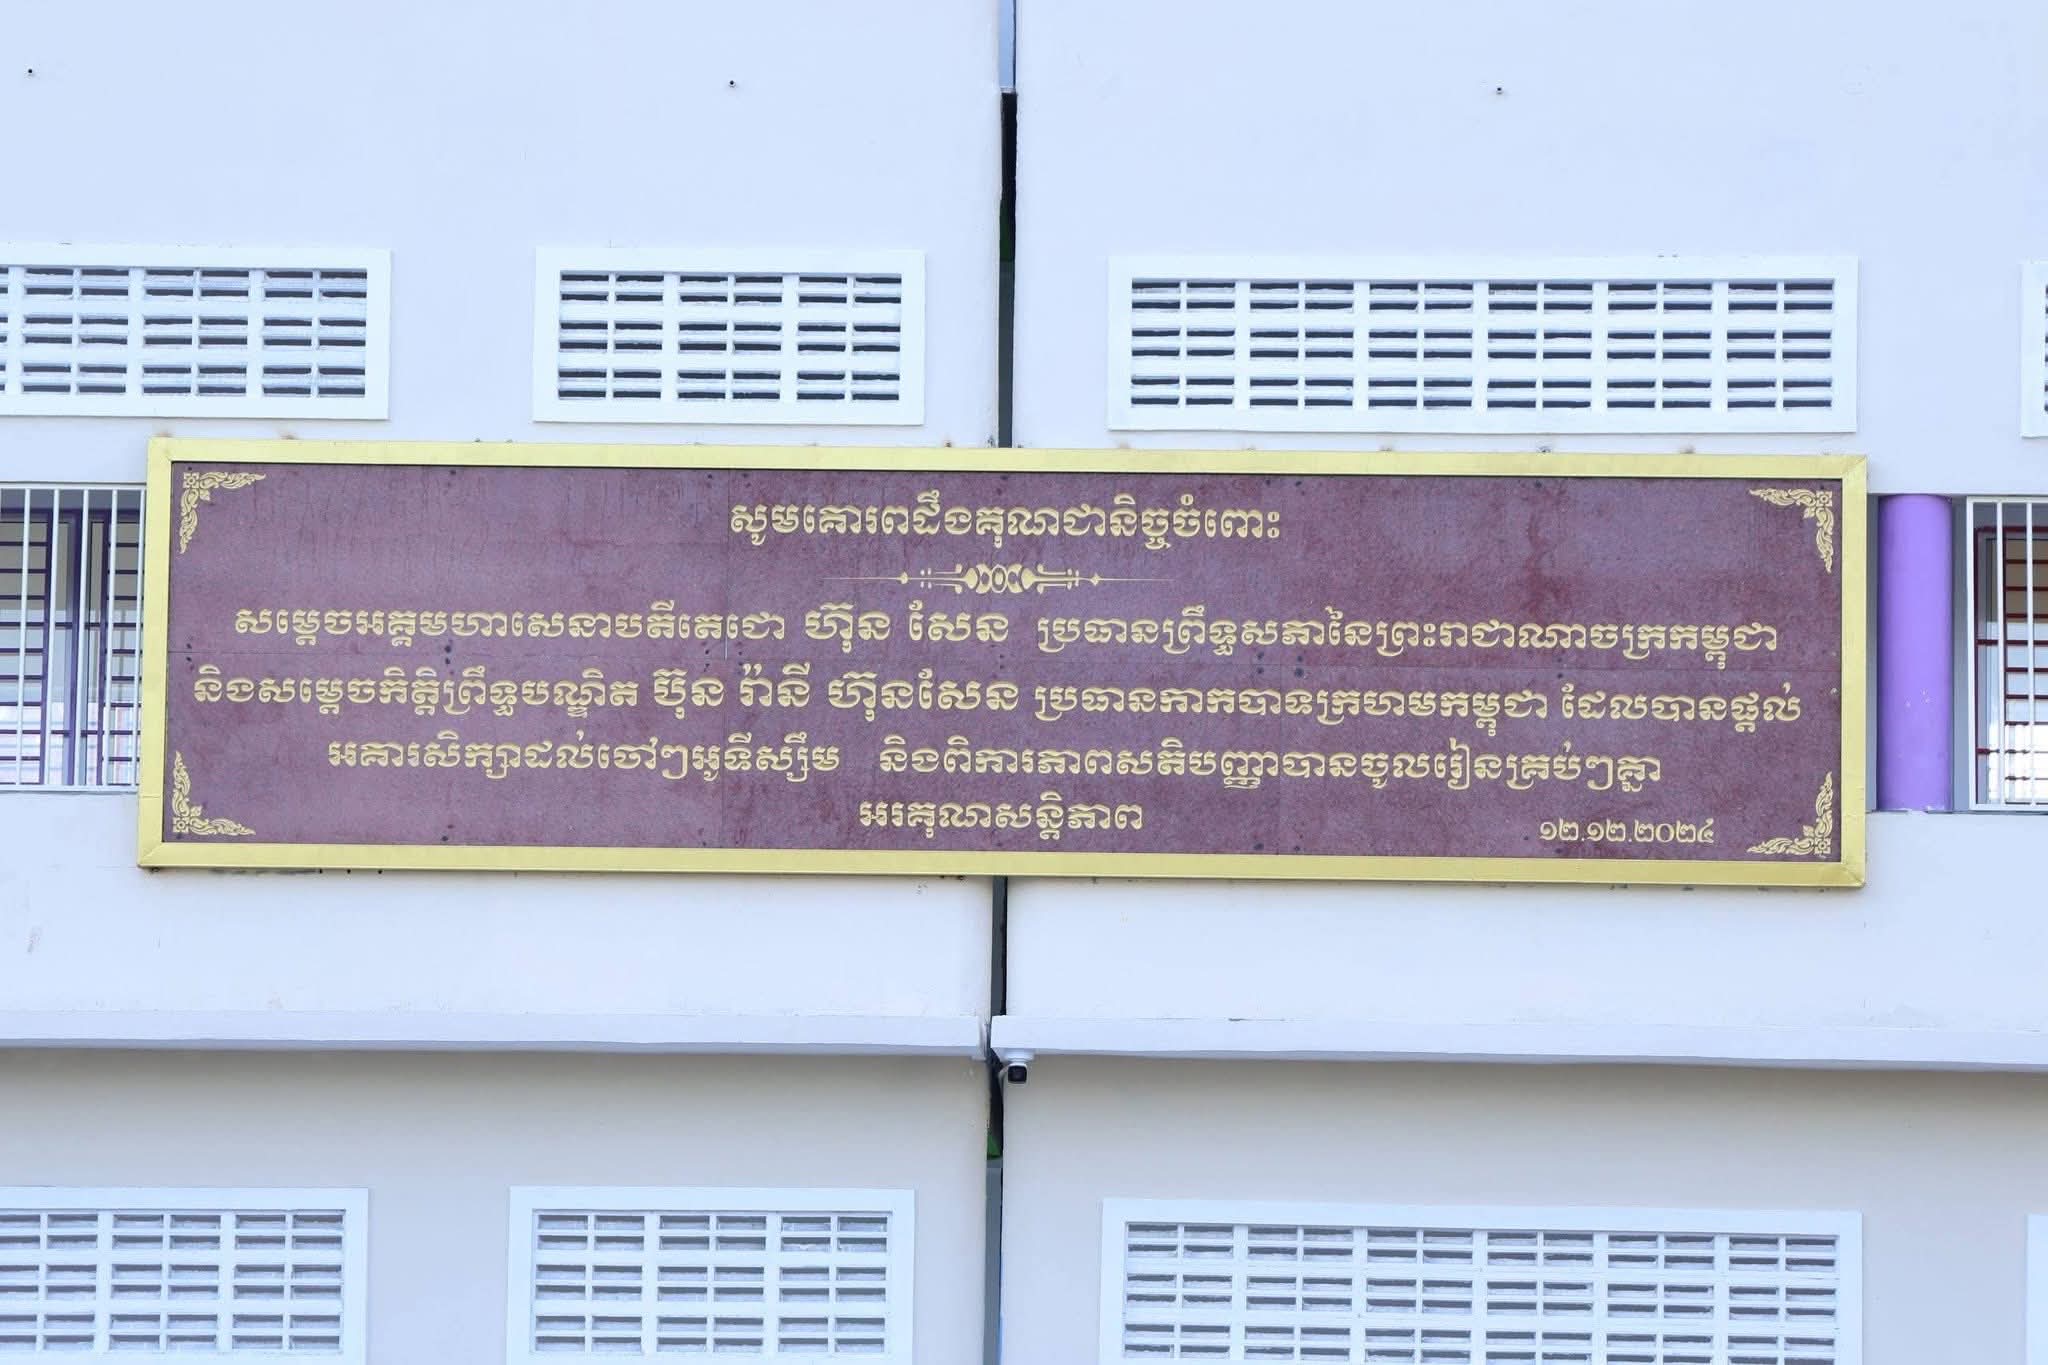 សូមគោរពដឹងគុណជានិច្ចចំពោះ
សម្តេចអគ្គមហាសេនាបតីតេជោ ហ៊ុន សែន ប្រធានព្រឹទ្ធសភានៃព្រះរាជាណាចក្រកម្ពុជា
និងសម្តេចកិត្តិព្រឹទ្ធបណ្ឌិត ប៊ុន រ៉ានី ហ៊ុនសែន ប្រធានកាកបាទក្រហមកម្ពុជា ដែលបានផ្តល់
អគារសិក្សាដល់ចៅៗអូទីស្សឹម និងពិការភាពសតិបញ្ញាបានចូលរៀនគ្រប់ៗគ្នា
អរគុណសន្តិភាព
១២.១២.២០២៤